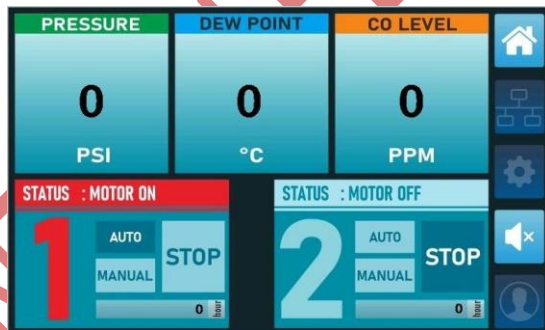 PRESSURE
0
PSI
DEW POINT
0
°C
CO LEVEL
0
PPM
STATUS : MOTOR ON
1
AUTO
MANUAL
STOP
0 hour
STATUS : MOTOR OFF
2
AUTO
MANUAL
STOP
0 hour